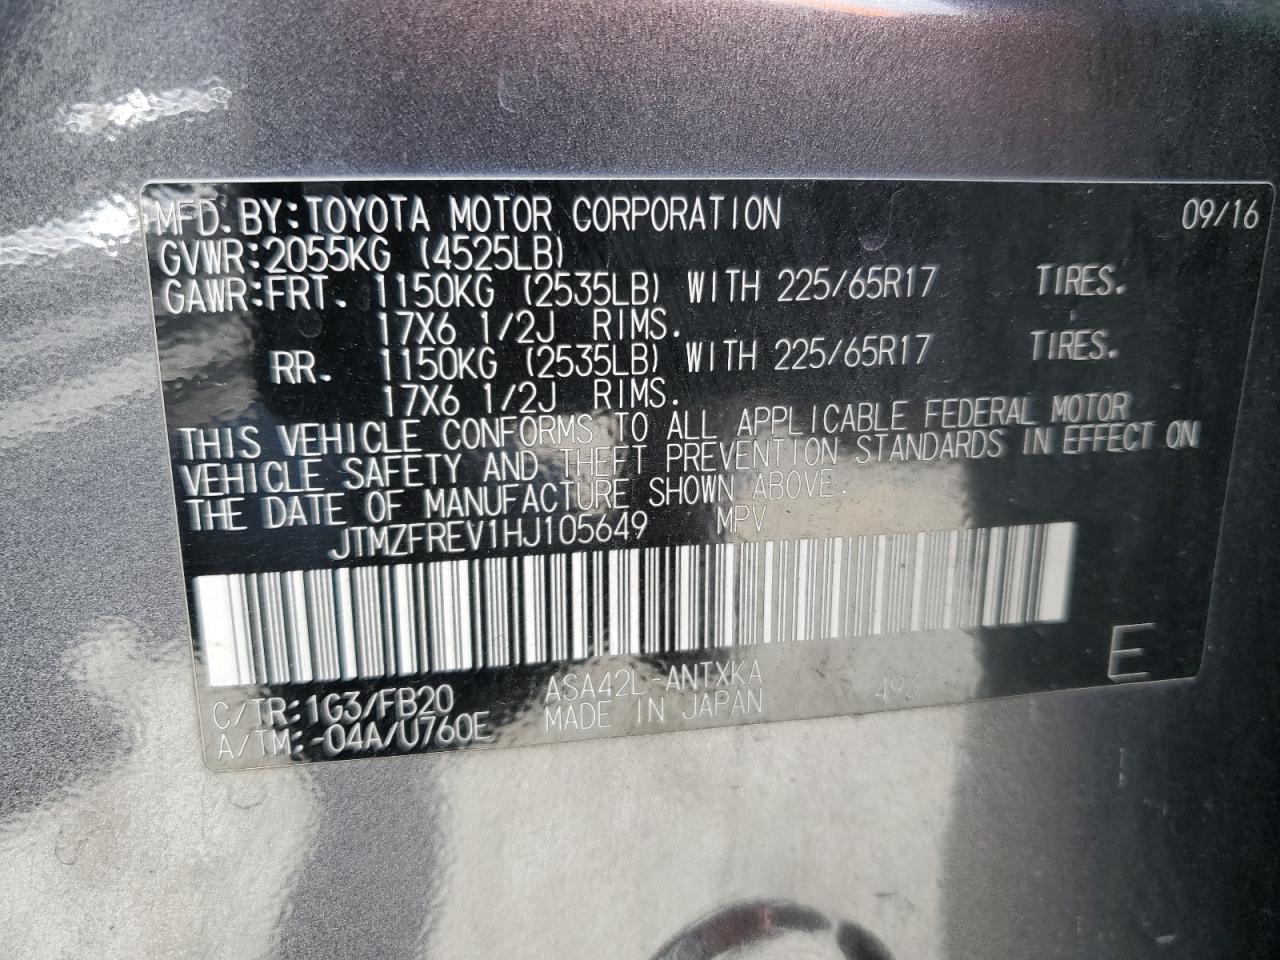 MFD. BY: TOYOTA MOTOR CORPORATION 09/16
GVWR: 2055KG (4525LB)
GAWR: FRT. 1150KG (2535LB) WITH 225/65R17 TIRES.
17X6 1/2J RIMS.
RR. 1150KG (2535LB) WITH 225/65R17 TIRES.
17X6 1/2J RIMS.
THIS VEHICLE CONFORMS TO ALL APPLICABLE FEDERAL MOTOR
VEHICLE SAFETY AND THEFT PREVENTION STANDARDS IN EFFECT ON
THE DATE OF MANUFACTURE SHOWN ABOVE.
JTMZFREV1HJ105649 MPV
C/TR: 1G3/FB20 ASA42L-ANTXKA 493 E
A/TM: -04A/U760E MADE IN JAPAN